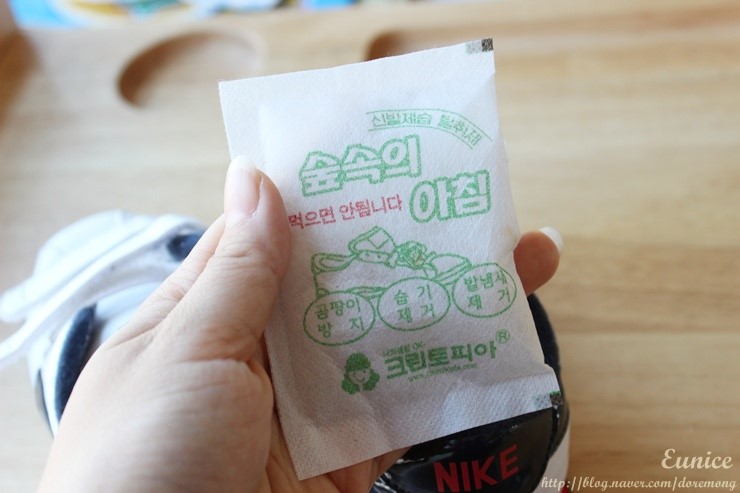 신발제습 탈취제
숲속의
아침
먹으면 안됩니다
곰팡이
방지
습기
제거
발냄새
제거
크린토피아®
NIKE
Eunice
http://blog.naver.com/doremong